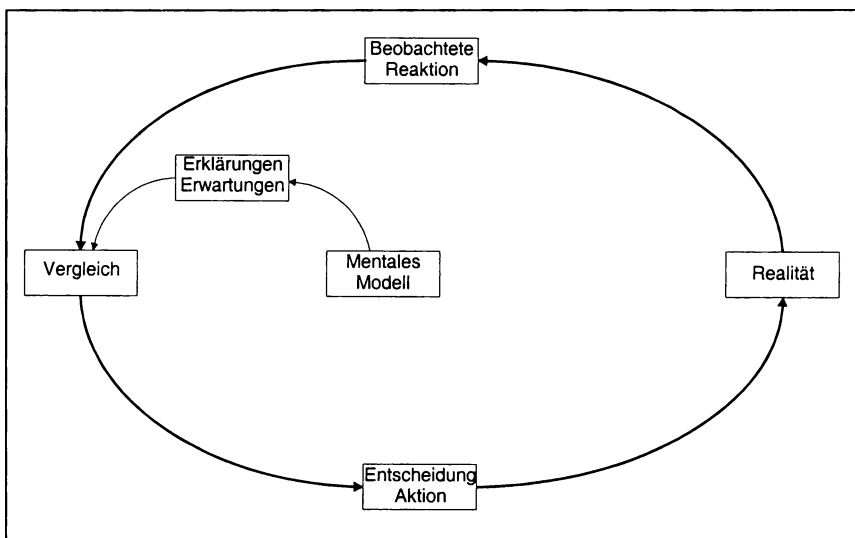 Beobachtete
Reaktion
Erklärungen
Erwartungen
Vergleich
Mentales
Modell
Realität
Entscheidung
Aktion